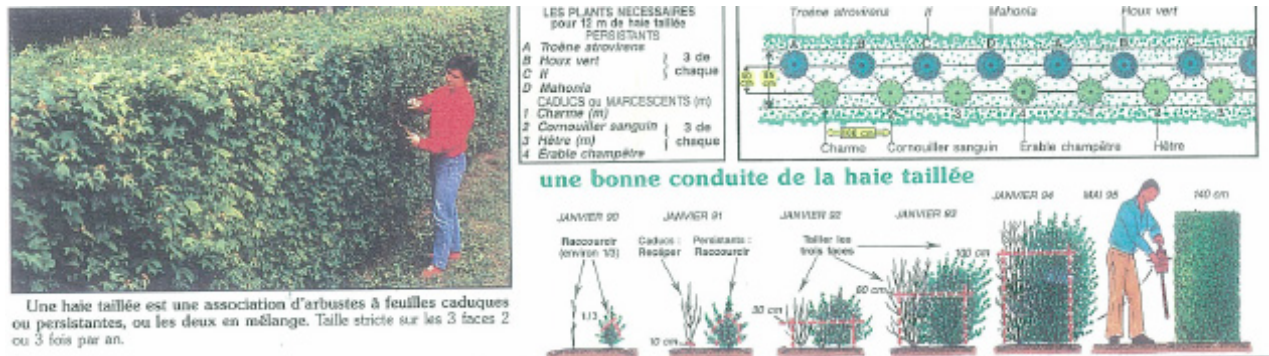 Une haie taillée est une association d'arbustes à feuilles caduques
ou persistantes, ou les deux en mélange. Taille stricte sur les 3 faces 2
ou 3 fois par an.
LES PLANTS NECESSAIRES
pour 12 m de haie taillée
PERSISTANTS
A Troène atrovirens
B Houx vert
C If
D Mahonia
3 de
chaque
CADUCS ou MARCESCENTS (m)
1 Charme (m)
2 Cornouiller sanguin
3 Hêtre (m)
4 Érable champêtre
3 de
chaque
Troène atrovirens If Mahonia Houx vert
A B C D A B C
cm cm
cm
Charme Cornouiller sanguin Érable champêtre Hêtre
une bonne conduite de la haie taillée
JANVIER 90 JANVIER 91 JANVIER 92 JANVIER 93 JANVIER 94 MAI 140 cm
Raccourcir
(environ 1/3)
Caducs :
Recéper
Persistants :
Raccourcir
Tailler les
trois faces
1/3
10 cm
30 cm
60 cm
100 cm